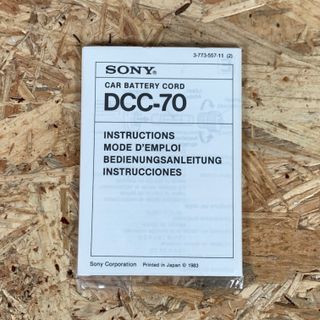 3-773-557-11 (2)
SONY®
CAR BATTERY CORD
DCC-70
INSTRUCTIONS
MODE D'EMPLOI
BEDIENUNGSANLEITUNG
INSTRUCCIONES
Sony Corporation Printed in Japan © 1983